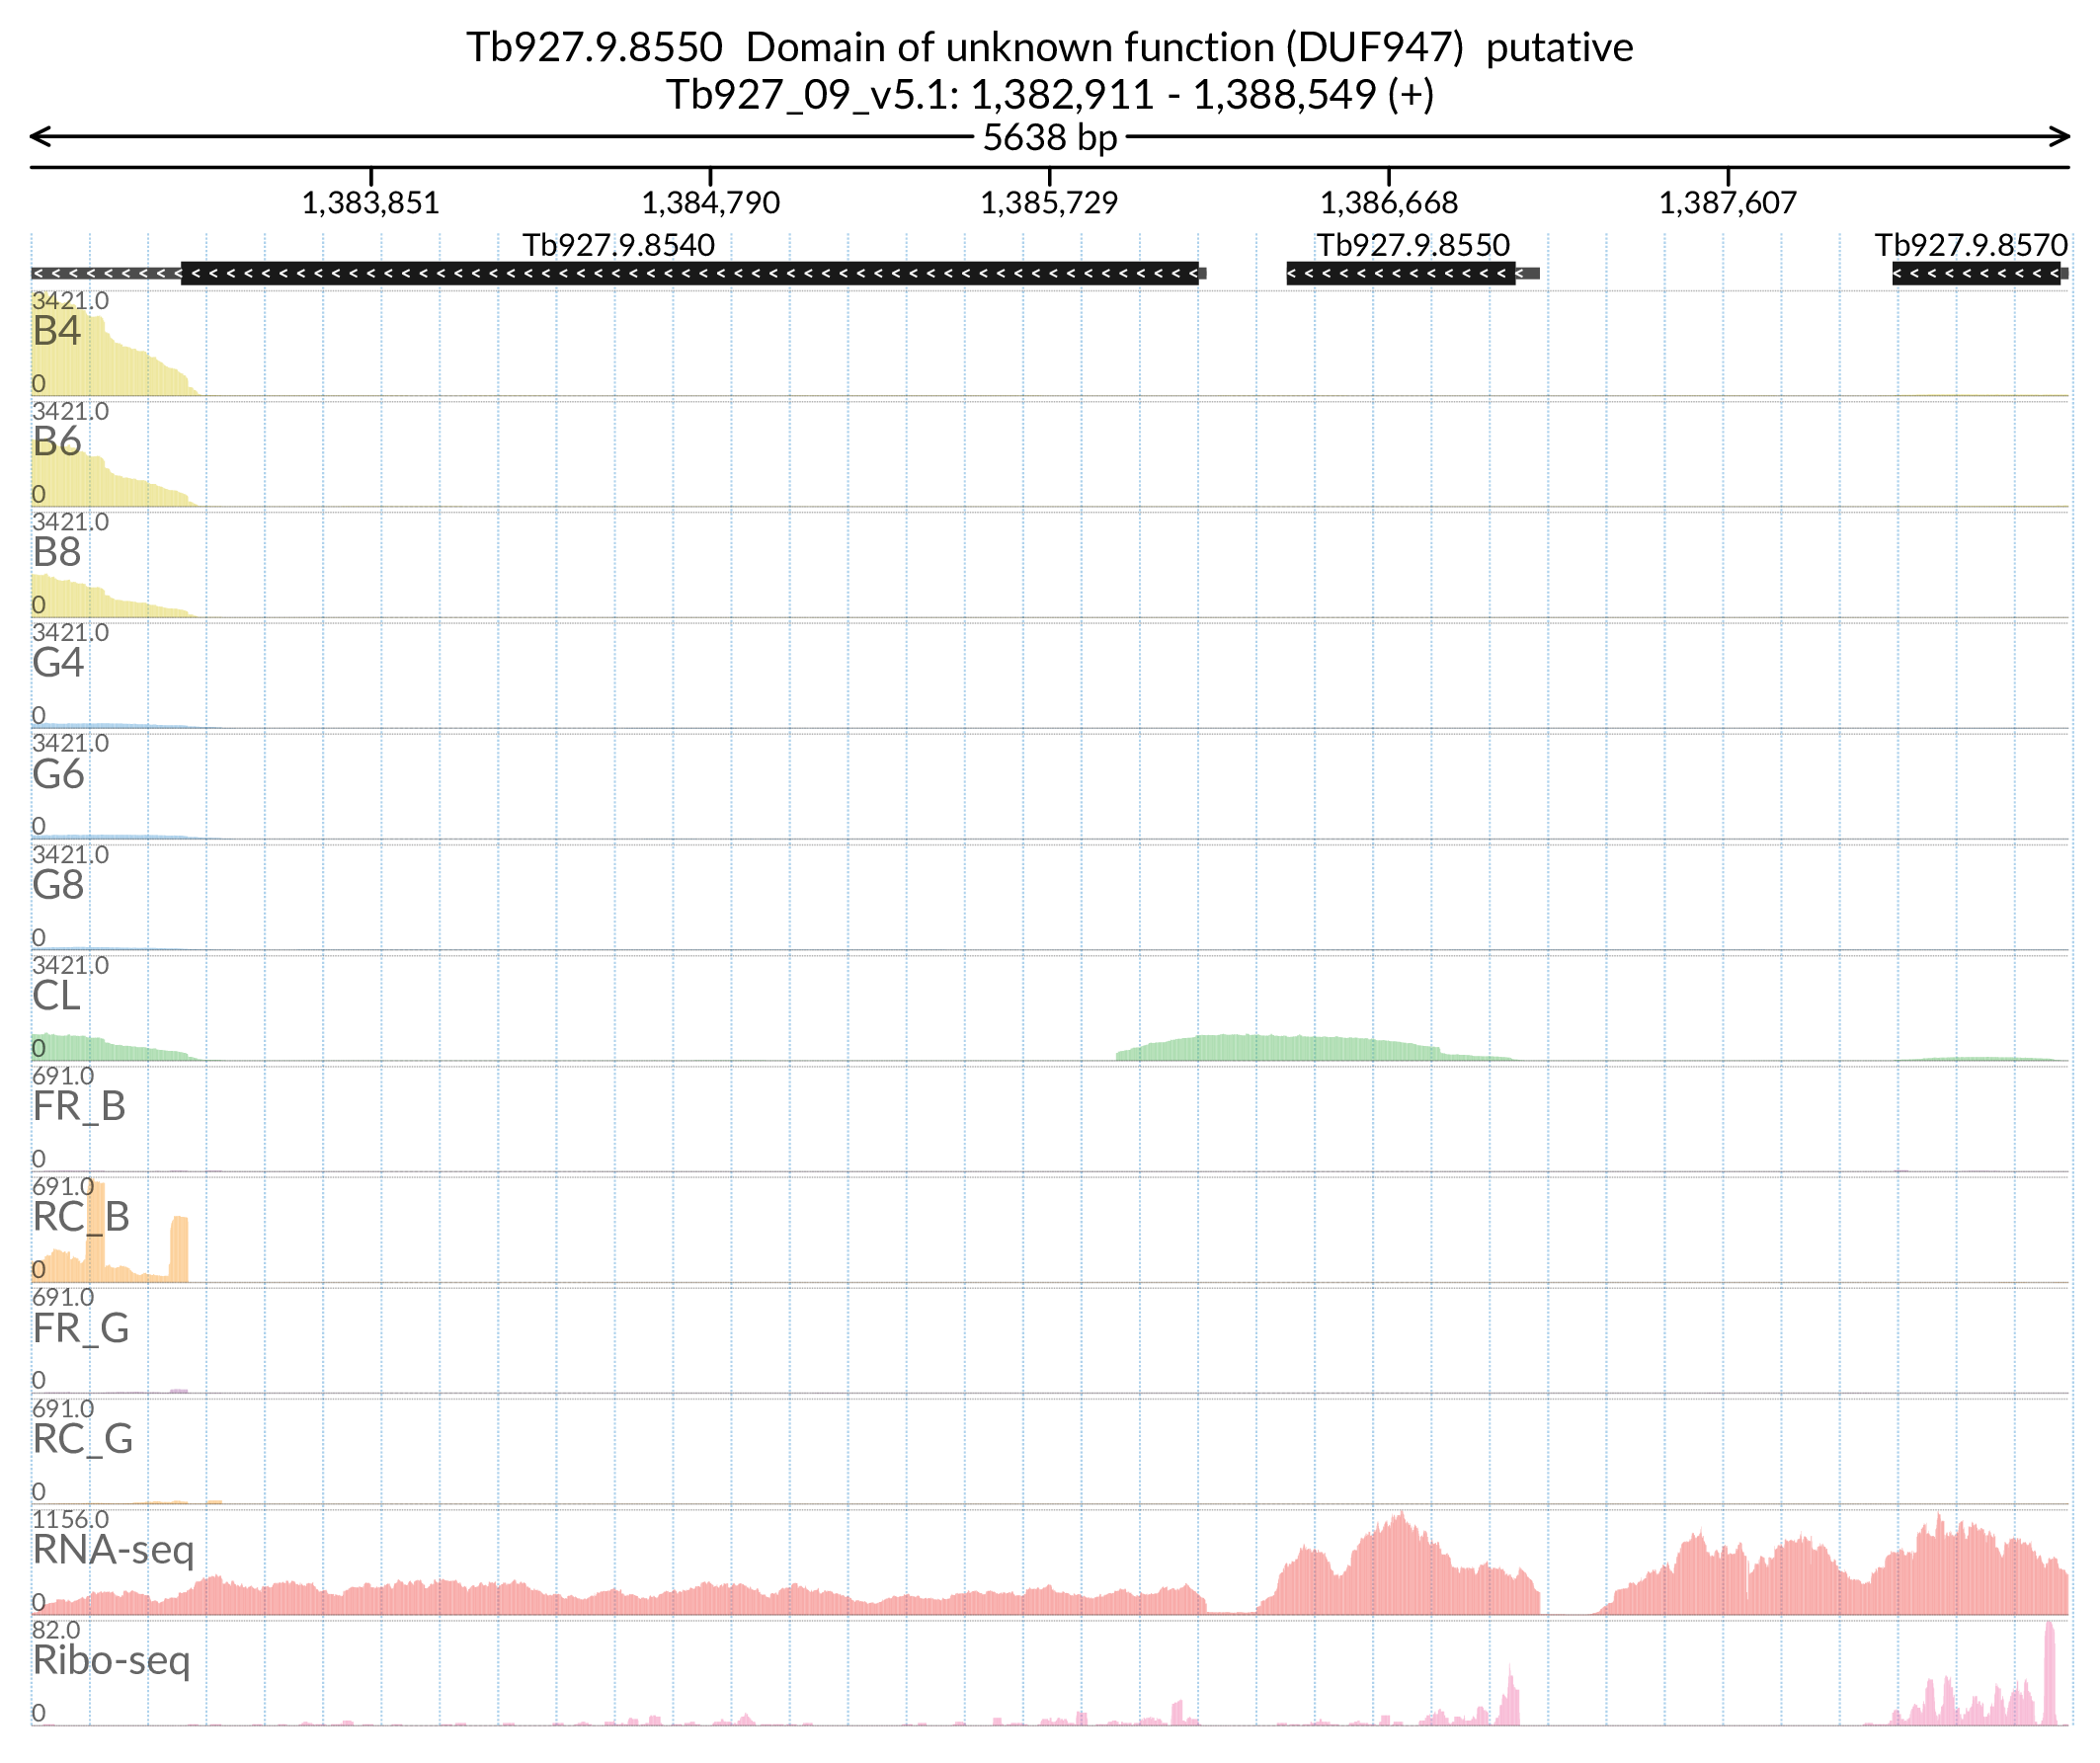 Tb927.9.8550 Domain of unknown function (DUF947) putative
Tb927_09_v5.1: 1,382,911 - 1,388,549 (+)
5638 bp
1,383,851 1,384,790 1,385,729 1,386,668 1,387,607
Tb927.9.8540 Tb927.9.8550 Tb927.9.8570
3421.0
B4
0
3421.0
B6
0
3421.0
B8
0
3421.0
G4
0
3421.0
G6
0
3421.0
G8
0
3421.0
CL
0
691.0
FR_B
0
691.0
RC_B
0
691.0
FR_G
0
691.0
RC_G
0
1156.0
RNA-seq
0
82.0
Ribo-seq
0